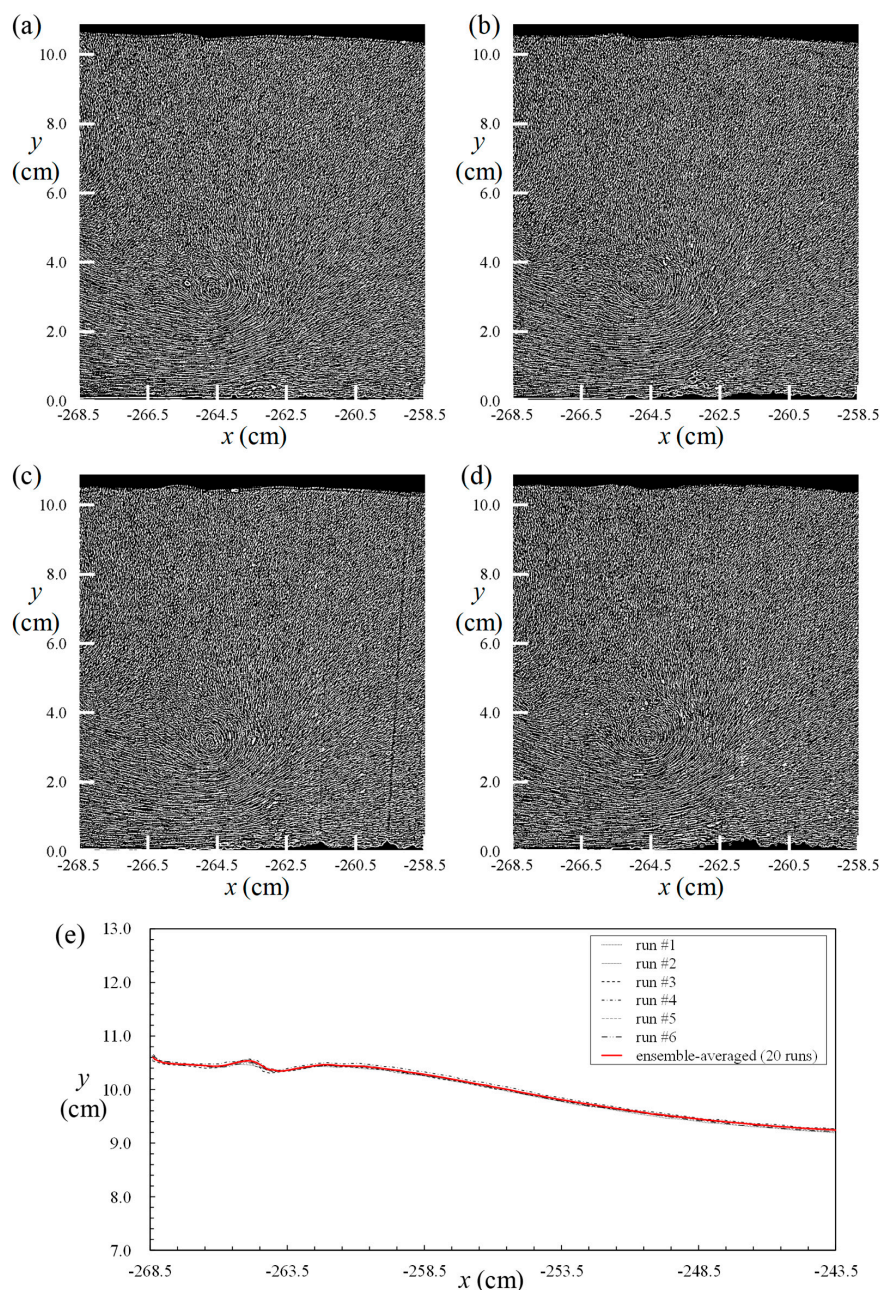 (a)
(b)
10.0
8.0
y
(cm)
6.0
4.0
2.0
0.0
-268.5 -266.5 -264.5 -262.5 -260.5 -258.5
x (cm)
10.0
8.0
y
(cm)
6.0
4.0
2.0
0.0
-268.5 -266.5 -264.5 -262.5 -260.5 -258.5
x (cm)
(c)
(d)
10.0
8.0
y
(cm)
6.0
4.0
2.0
0.0
-268.5 -266.5 -264.5 -262.5 -260.5 -258.5
x (cm)
10.0
8.0
y
(cm)
6.0
4.0
2.0
0.0
-268.5 -266.5 -264.5 -262.5 -260.5 -258.5
x (cm)
(e)
13.0
12.0
11.0
y
10.0
(cm)
9.0
8.0
7.0
run #1
run #2
run #3
run #4
run #5
run #6
ensemble-averaged (20 runs)
-268.5 -263.5 -258.5 -253.5 -248.5 -243.5
x (cm)